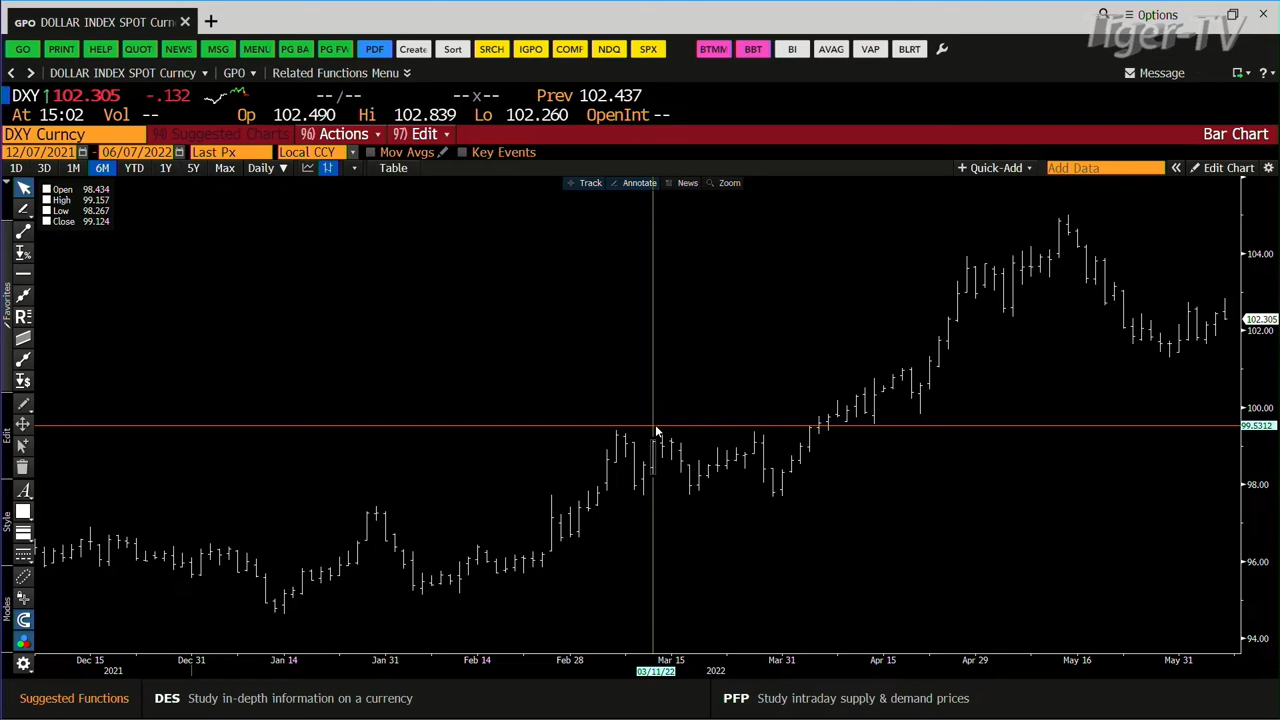 GPO DOLLAR INDEX SPOT Curn × +
Options
Tiger-TV
GO PRINT HELP QUOT NEWS MSG MENU PG BA PG FW PDF Create Sort SRCH IGPO COMF NDQ SPX BTMM BBT BI AVAG VAP BLRT
DOLLAR INDEX SPOT Curncy GPO Related Functions Menu
Message
DXY ↑102.305 -.132 --/-- --x-- Prev 102.437
At 15:02 Vol -- Op 102.490 Hi 102.839 Lo 102.260 OpenInt --
DXY Curncy 94) Suggested Charts 96) Actions 97) Edit Bar Chart
12/07/2021 - 06/07/2022 Last Px Local CCY Mov Avgs Key Events
1D 3D 1M 6M YTD 1Y 5Y Max Daily Table + Quick-Add Add Data « Edit Chart
Track Annotate News Zoom
Open 98.434
High 99.157
Low 98.267
Close 99.124
Favorites
Edit
Style
Modes
104.00
102.305
102.00
100.00
99.5312
98.00
96.00
94.00
Dec 15 Dec 31 Jan 14 Jan 31 Feb 14 Feb 28 Mar 15 Mar 31 Apr 15 Apr 29 May 16 May 31
2021 03/11/22 2022
Suggested Functions DES Study in-depth information on a currency PFP Study intraday supply & demand prices